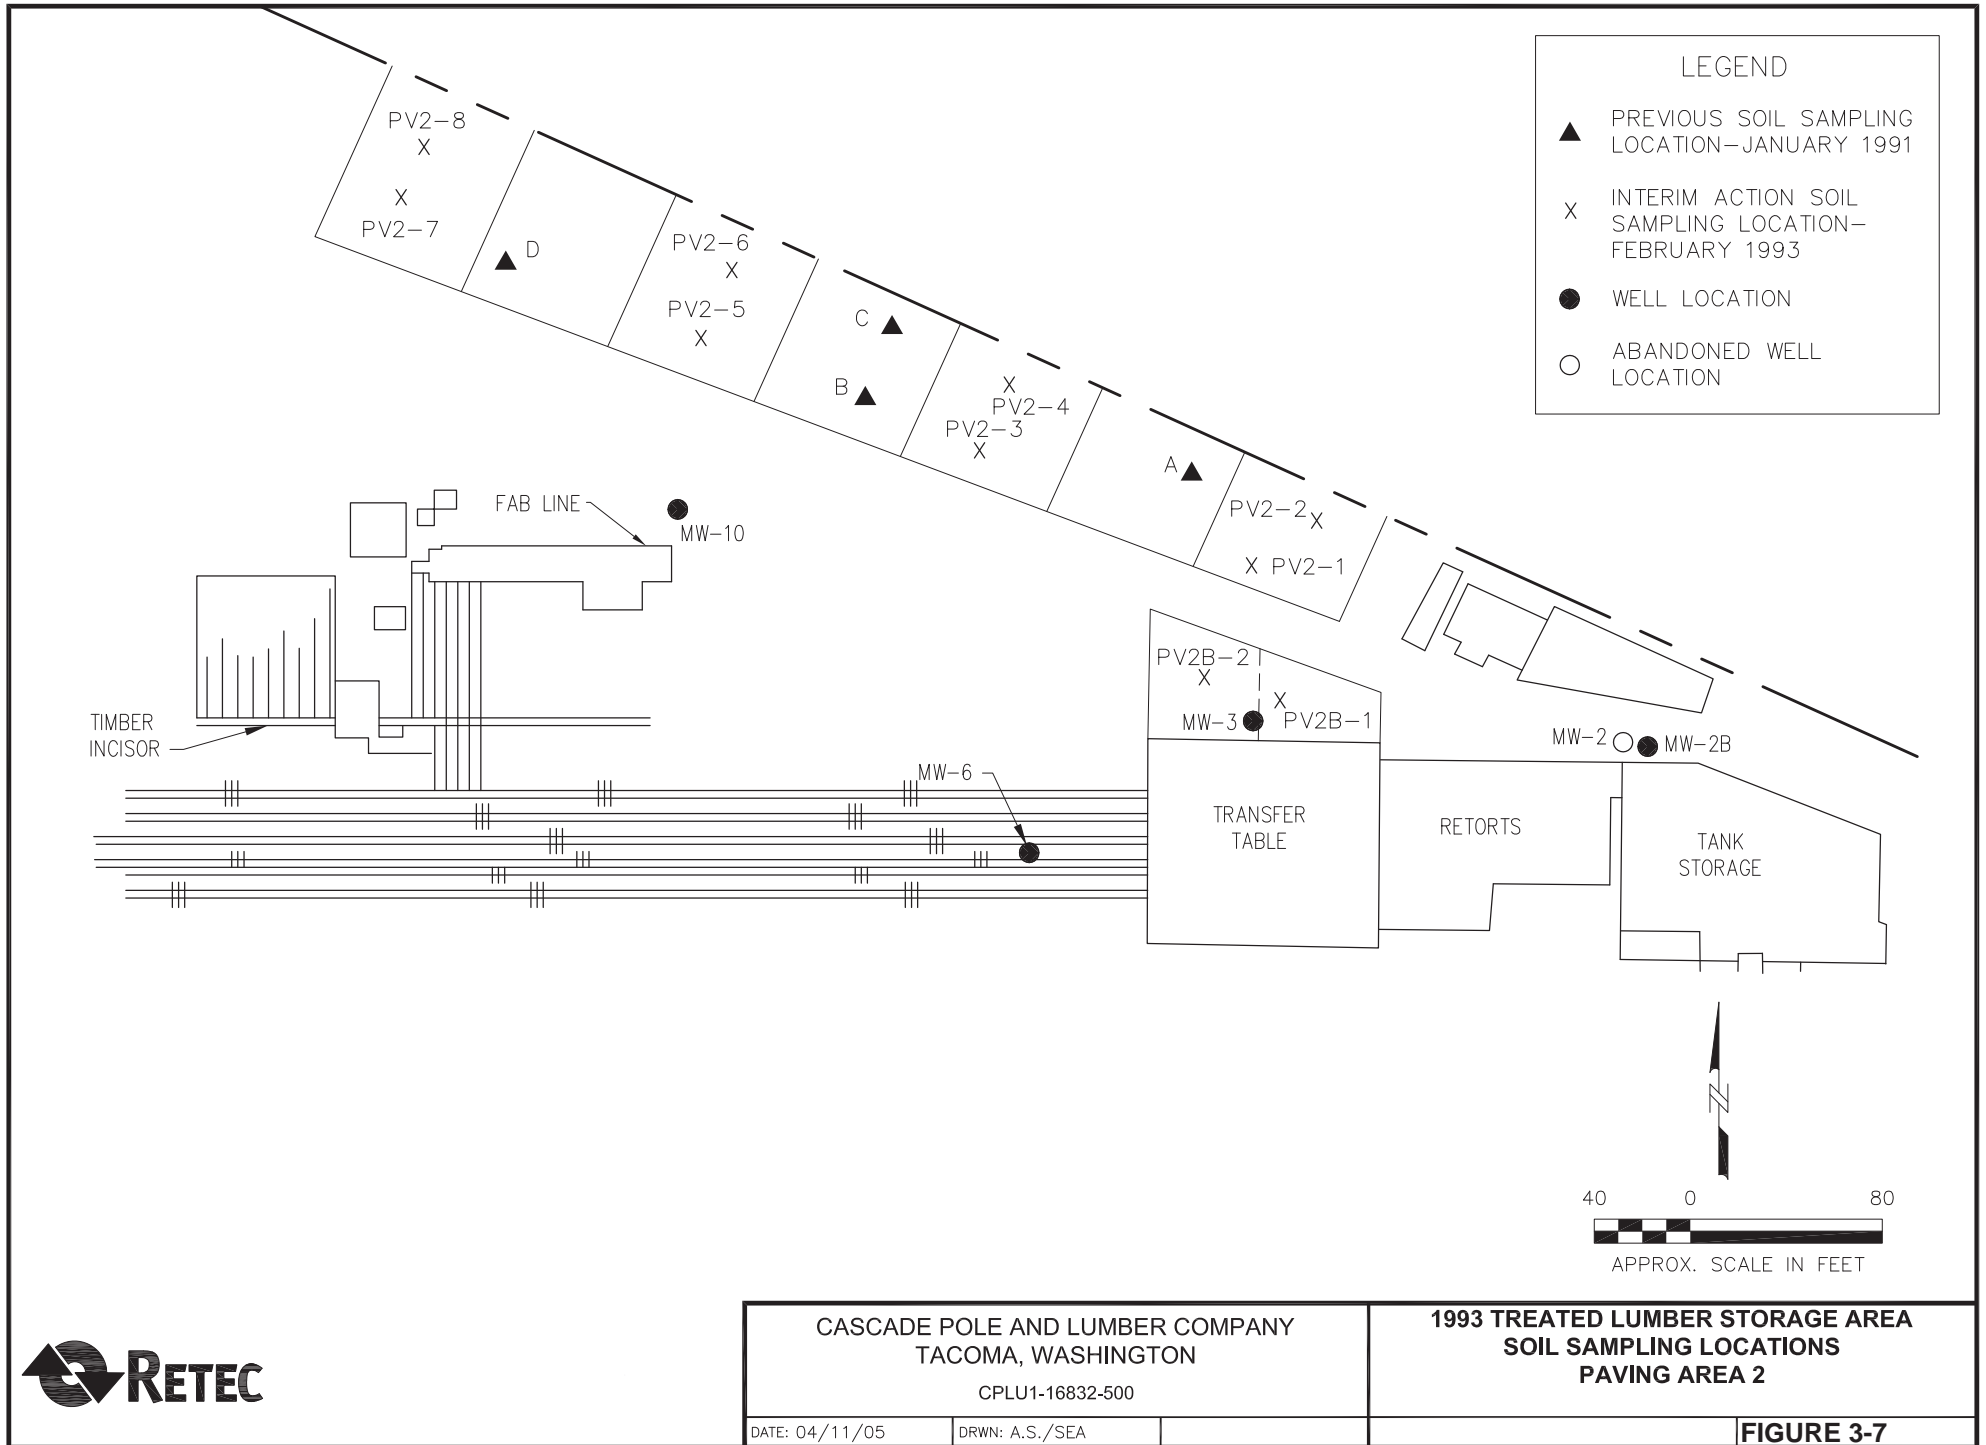 LEGEND
PREVIOUS SOIL SAMPLING
LOCATION-JANUARY 1991
X INTERIM ACTION SOIL
SAMPLING LOCATION-
FEBRUARY 1993
WELL LOCATION
ABANDONED WELL
LOCATION
PV2-8
X
X
PV2-7
D
PV2-6
X
PV2-5
X
C
B
X
PV2-4
PV2-3
X
A
PV2-2 X
X PV2-1
FAB LINE
MW-10
TIMBER
INCISOR
PV2B-2
X
X
MW-3
PV2B-1
MW-2
MW-2B
MW-6
TRANSFER
TABLE
RETORTS
TANK
STORAGE
N
40 0 80
APPROX. SCALE IN FEET
RETEC
CASCADE POLE AND LUMBER COMPANY
TACOMA, WASHINGTON
CPLU1-16832-500
DATE: 04/11/05
DRWN: A.S./SEA
1993 TREATED LUMBER STORAGE AREA
SOIL SAMPLING LOCATIONS
PAVING AREA 2
FIGURE 3-7